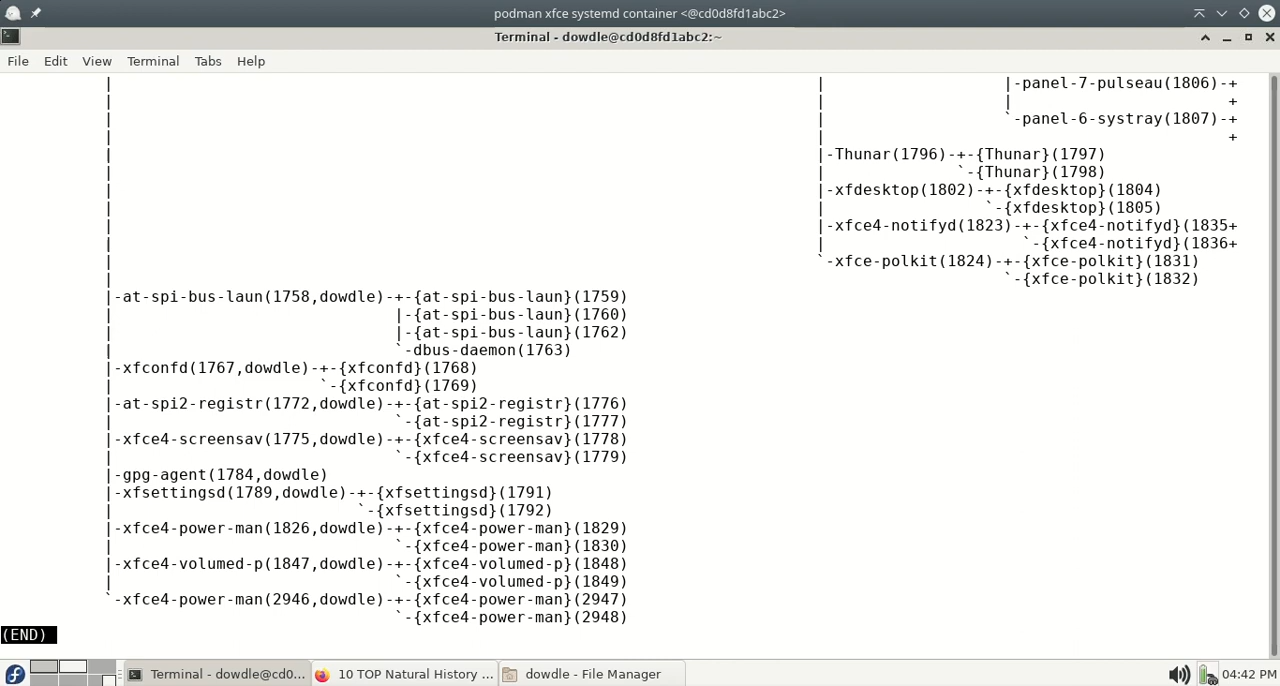 podman xfce systemd container <@cd0d8fd1abc2>
Terminal - dowdle@cd0d8fd1abc2:~
File Edit View Terminal Tabs Help
| | |-panel-7-pulseau(1806)-+
| | | +
| | `-panel-6-systray(1807)-+
| | +
| |-Thunar(1796)-+-{Thunar}(1797)
| | `-{Thunar}(1798)
| |-xfdesktop(1802)-+-{xfdesktop}(1804)
| | `-{xfdesktop}(1805)
| |-xfce4-notifyd(1823)-+-{xfce4-notifyd}(1835+
| | `-{xfce4-notifyd}(1836+
| `-xfce-polkit(1824)-+-{xfce-polkit}(1831)
| `-{xfce-polkit}(1832)
|-at-spi-bus-laun(1758,dowdle)-+-{at-spi-bus-laun}(1759)
| |-{at-spi-bus-laun}(1760)
| |-{at-spi-bus-laun}(1762)
| `-dbus-daemon(1763)
|-xfconfd(1767,dowdle)-+-{xfconfd}(1768)
| `-{xfconfd}(1769)
|-at-spi2-registr(1772,dowdle)-+-{at-spi2-registr}(1776)
| `-{at-spi2-registr}(1777)
|-xfce4-screensav(1775,dowdle)-+-{xfce4-screensav}(1778)
| `-{xfce4-screensav}(1779)
|-gpg-agent(1784,dowdle)
|-xfsettingsd(1789,dowdle)-+-{xfsettingsd}(1791)
| `-{xfsettingsd}(1792)
|-xfce4-power-man(1826,dowdle)-+-{xfce4-power-man}(1829)
| `-{xfce4-power-man}(1830)
|-xfce4-volumed-p(1847,dowdle)-+-{xfce4-volumed-p}(1848)
| `-{xfce4-volumed-p}(1849)
`-xfce4-power-man(2946,dowdle)-+-{xfce4-power-man}(2947)
`-{xfce4-power-man}(2948)
(END)
Terminal - dowdle@cd0... 10 TOP Natural History ... dowdle - File Manager 04:42 PM